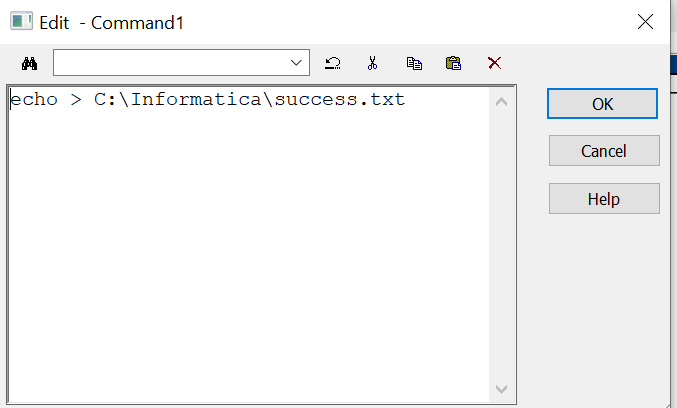 Edit - Command1
echo > C:\Informatica\success.txt
OK
Cancel
Help